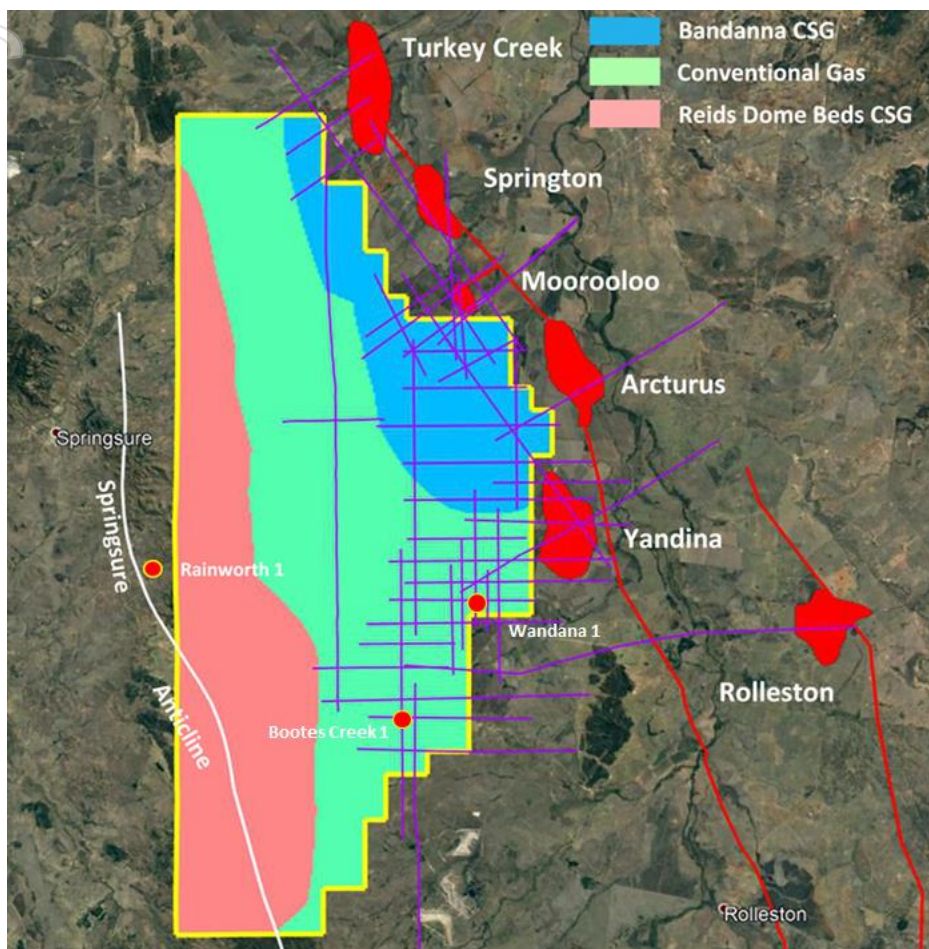 Turkey Creek
Bandanna CSG
Conventional Gas
Reids Dome Beds CSG
Springton
Moorooloo
Arcturus
Springsure
Springsure
Yandina
Rainworth 1
Wandana 1
Anticline
Rolleston
Bootes Creek 1
Rolleston